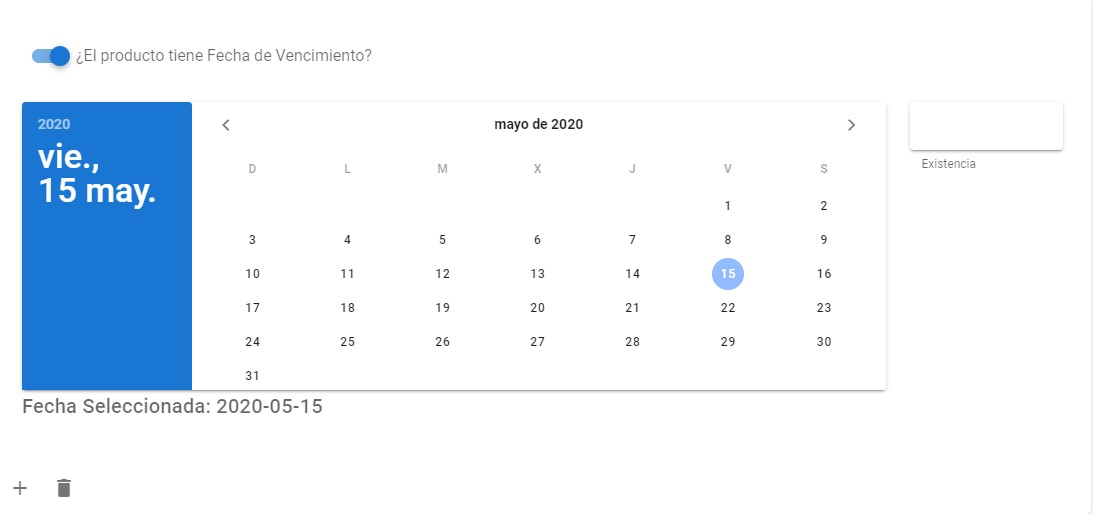 ¿El producto tiene Fecha de Vencimiento?
2020
vie.,
15 may.
mayo de 2020
D L M X J V S
1 2
3 4 5 6 7 8 9
10 11 12 13 14 15 16
17 18 19 20 21 22 23
24 25 26 27 28 29 30
31
Existencia
Fecha Seleccionada: 2020-05-15